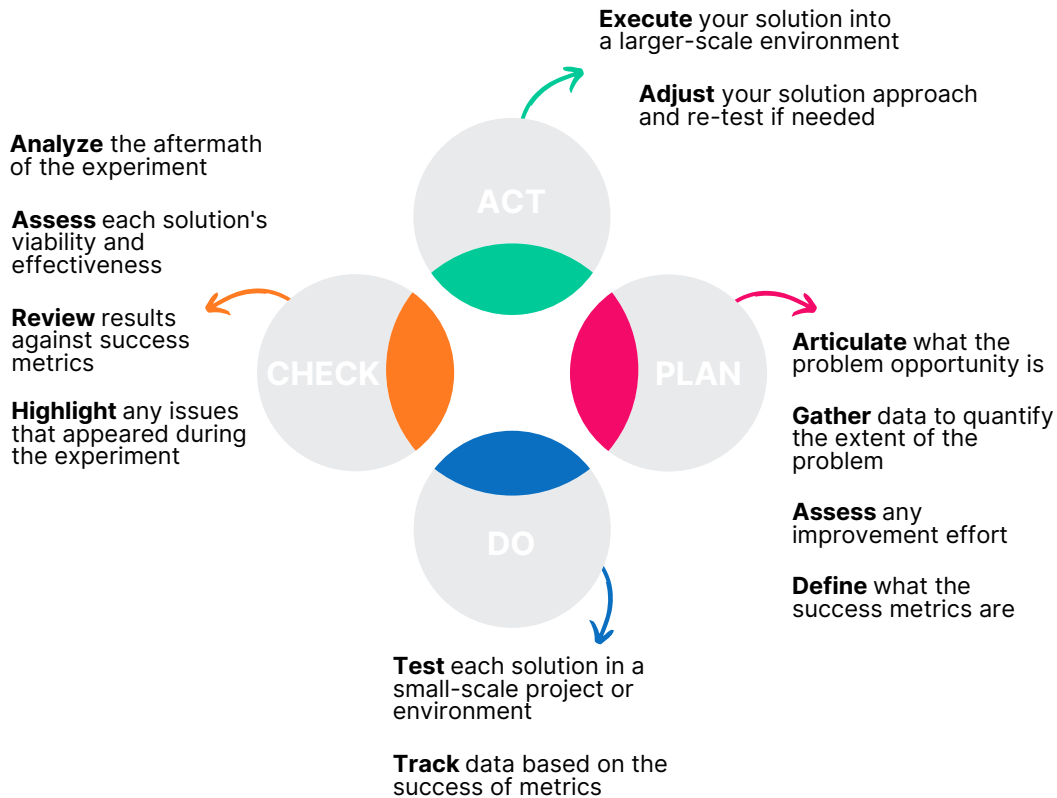 Execute your solution into
a larger-scale environment
Adjust your solution approach
and re-test if needed
ACT
Analyze the aftermath
of the experiment
Assess each solution's
viability and
effectiveness
Review results
against success
metrics
Highlight any issues
that appeared during
the experiment
CHECK
PLAN
Articulate what the
problem opportunity is
Gather data to quantify
the extent of the
problem
Assess any
improvement effort
Define what the
success metrics are
DO
Test each solution in a
small-scale project or
environment
Track data based on the
success of metrics